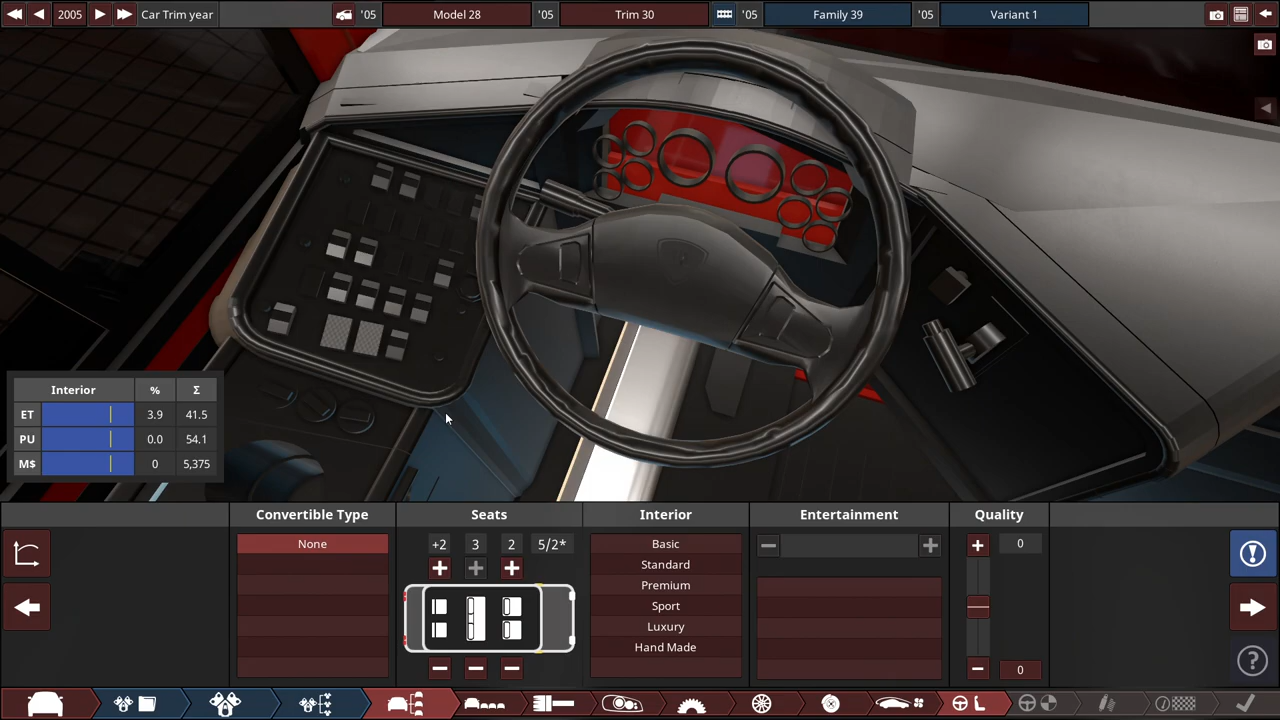 2005 Car Trim year '05 Model 28 '05 Trim 30 '05 Family 39 '05 Variant 1
Interior % Σ
ET 3.9 41.5
PU 0.0 54.1
M$ 0 5,375
Convertible Type
None
Seats
+2 3 2 5/2*
Interior
Basic
Standard
Premium
Sport
Luxury
Hand Made
Entertainment
Quality
0
0